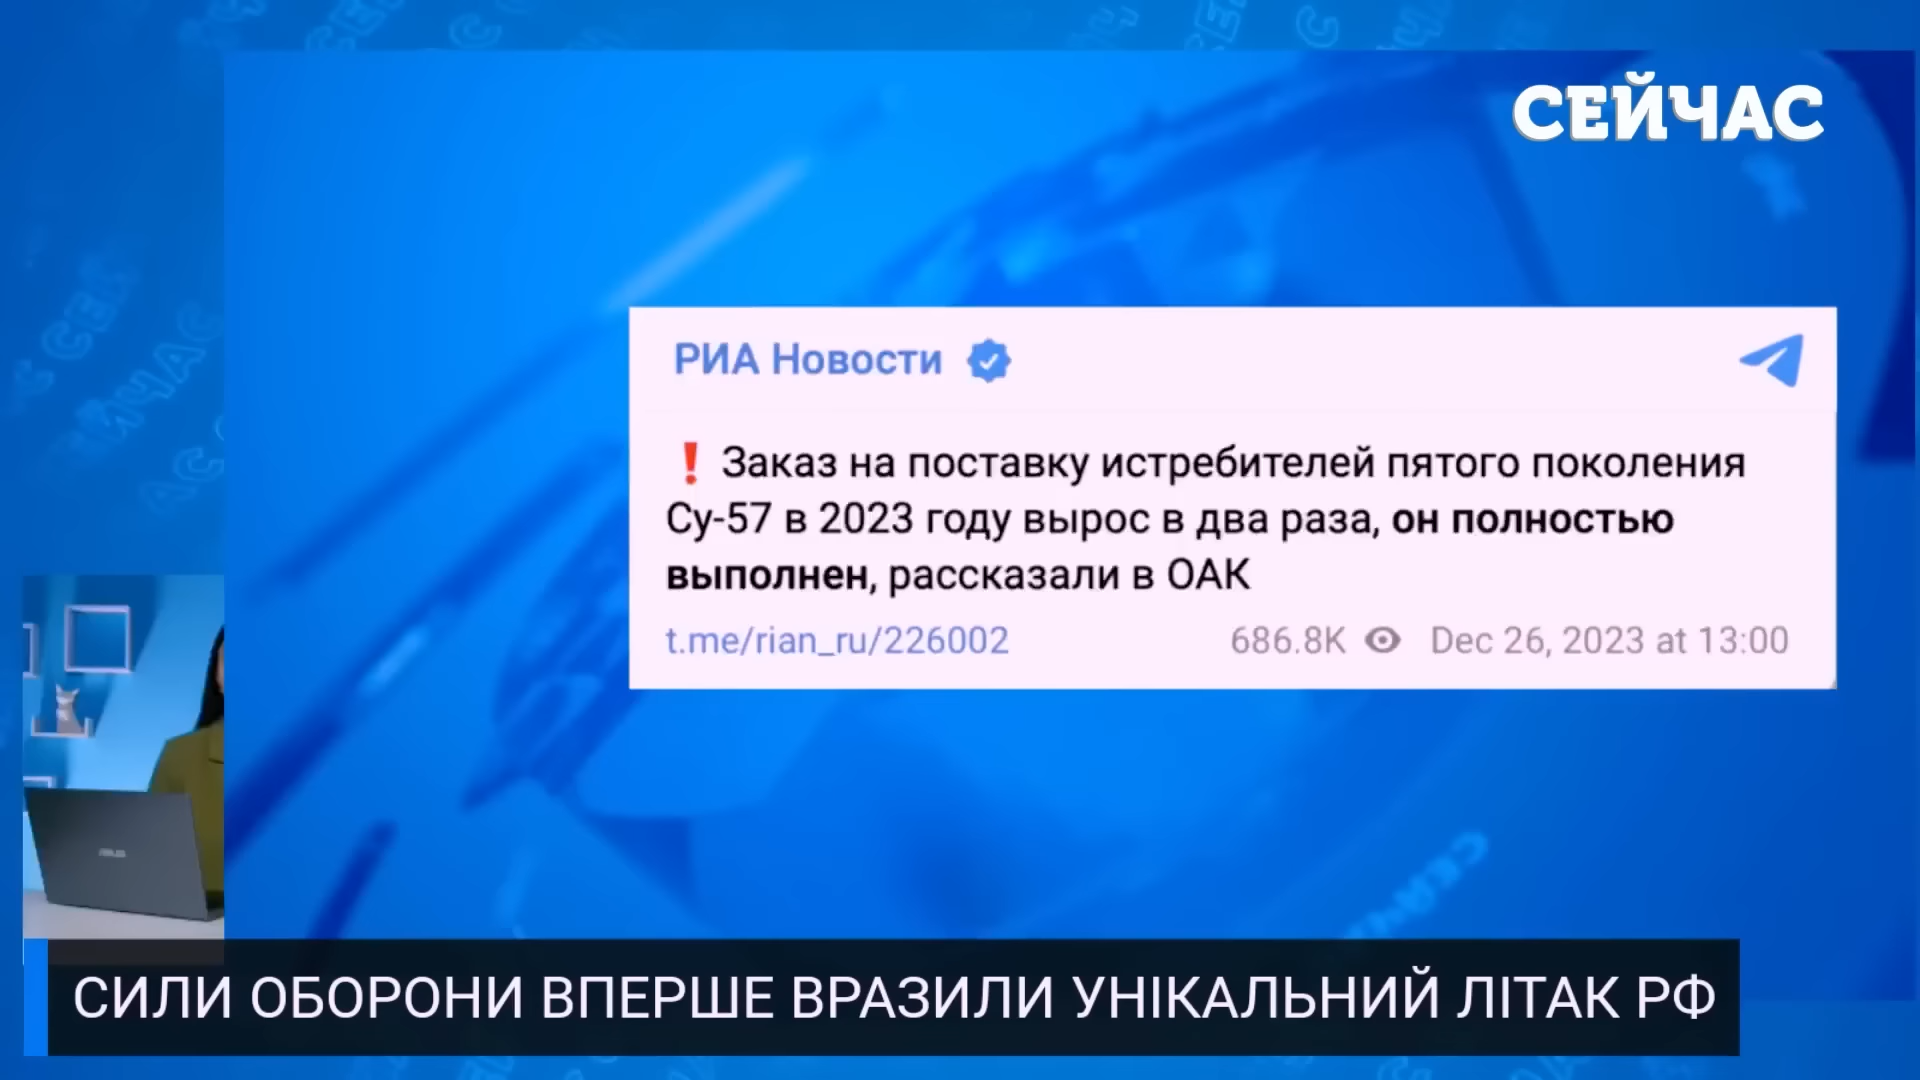 СЕЙЧАС
РИА Новости
❗ Заказ на поставку истребителей пятого поколения
Су-57 в 2023 году вырос в два раза, он полностью
выполнен, рассказали в ОАК
t.me/rian_ru/226002 686.8K Dec 26, 2023 at 13:00
СЕЙЧАС
ASUS
СИЛИ ОБОРОНИ ВПЕРШЕ ВРАЗИЛИ УНІКАЛЬНИЙ ЛІТАК РФ